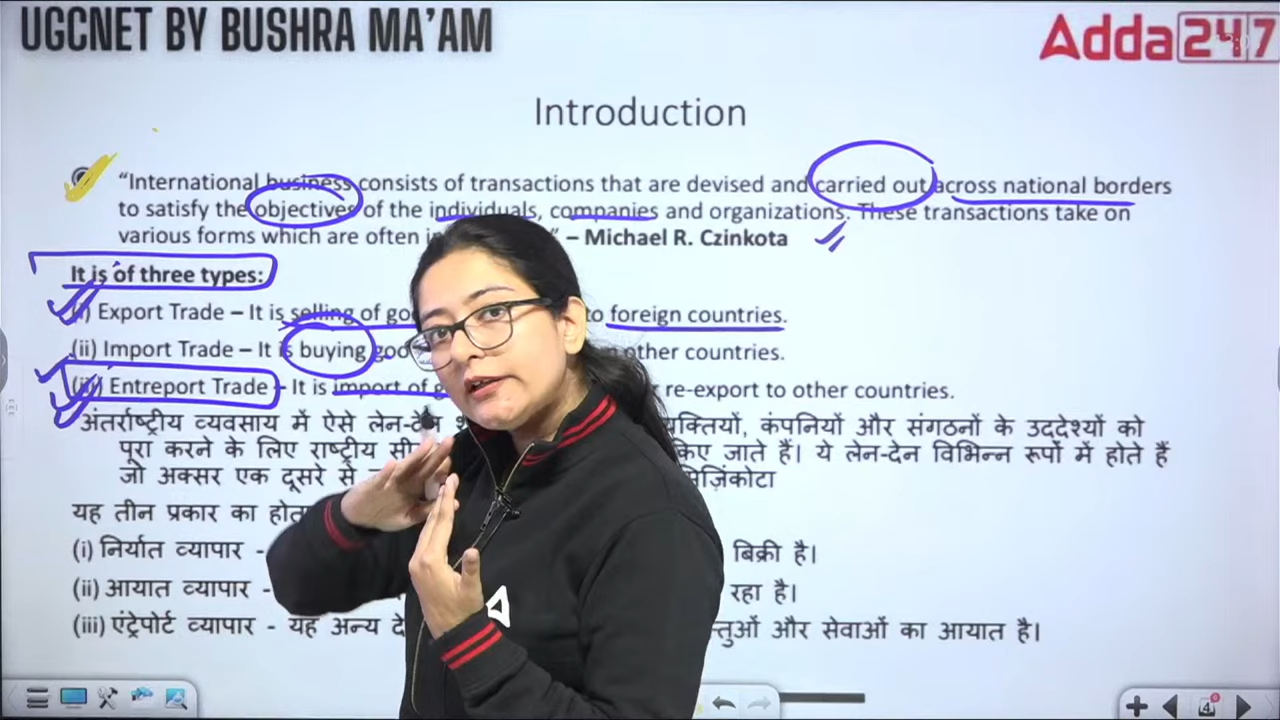 UGCNET BY BUSHRA MA'AM
Adda 247
Introduction
“International business consists of transactions that are devised and carried out across national borders
to satisfy the objectives of the individuals, companies and organizations. These transactions take on
various forms which are often – Michael R. Czinkota
It is of three types:
(i) Export Trade – It is selling of to foreign countries.
(ii) Import Trade – It is buying other countries.
(iii) Entreport Trade - It is import of re-export to other countries.
अंतर्राष्ट्रीय व्यवसाय में ऐसे लेन-देन कंपनियों और संगठनों के उद्देश्यों को
पूरा करने के लिए राष्ट्रीय किए जाते हैं। ये लेन-देन विभिन्न रूपों में होते हैं
जो अक्सर एक दूसरे से
यह तीन प्रकार का
(i) निर्यात व्यापार - बिक्री है।
(ii) आयात व्यापार - रहा है।
(iii) एंट्रेपोर्ट व्यापार - यह अन्य और सेवाओं का आयात है।
4